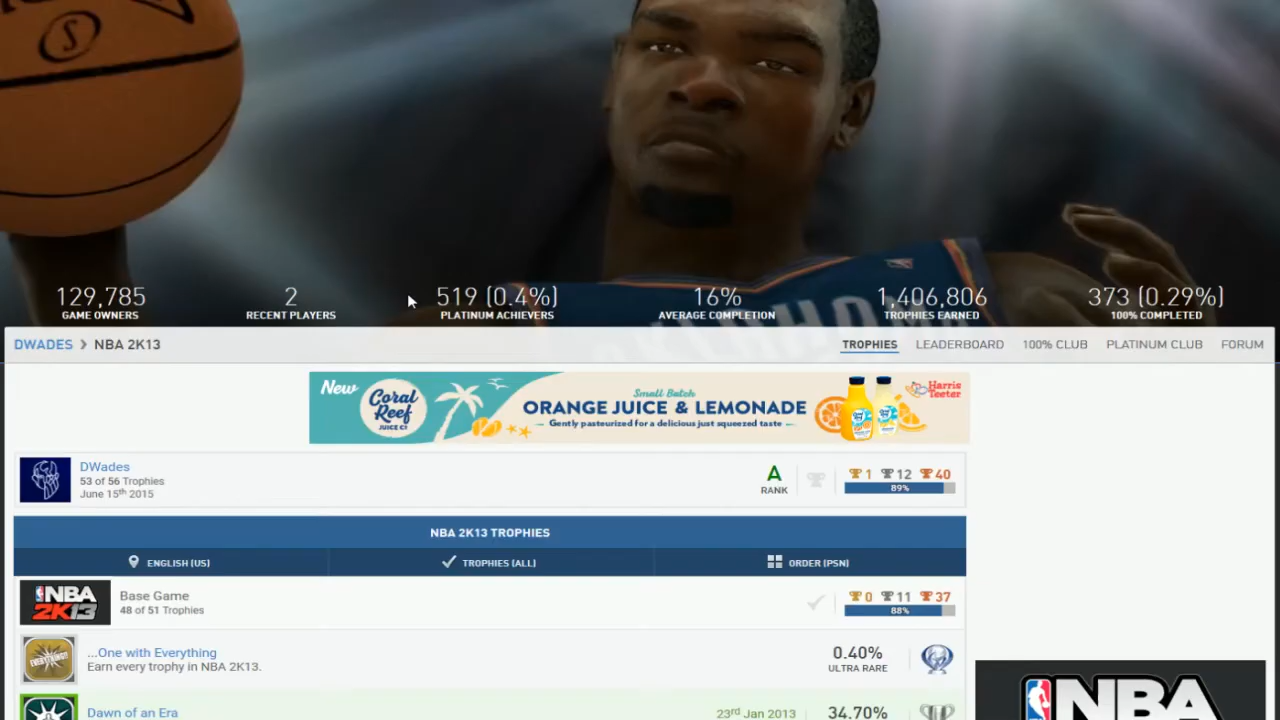 S
129,785
GAME OWNERS
2
RECENT PLAYERS
519 (0.4%)
PLATINUM ACHIEVERS
16%
AVERAGE COMPLETION
1,406,806
TROPHIES EARNED
373 (0.29%)
100% COMPLETED
DWADES > NBA 2K13
TROPHIES LEADERBOARD 100% CLUB PLATINUM CLUB FORUM
New
Coral
Reef
JUICE CO
Small Batch
ORANGE JUICE & LEMONADE
Gently pasteurized for a delicious just squeezed taste
Harris
Teeter
DWades
53 of 56 Trophies
June 15th 2015
A
RANK
1 12 40
89%
NBA 2K13 TROPHIES
ENGLISH (US) TROPHIES (ALL) ORDER (PSN)
NBA
2K13
Base Game
48 of 51 Trophies
0 11 37
88%
EVERYTHING!
...One with Everything
Earn every trophy in NBA 2K13.
0.40%
ULTRA RARE
Dawn of an Era
23rd Jan 2013
34.70%
NBA